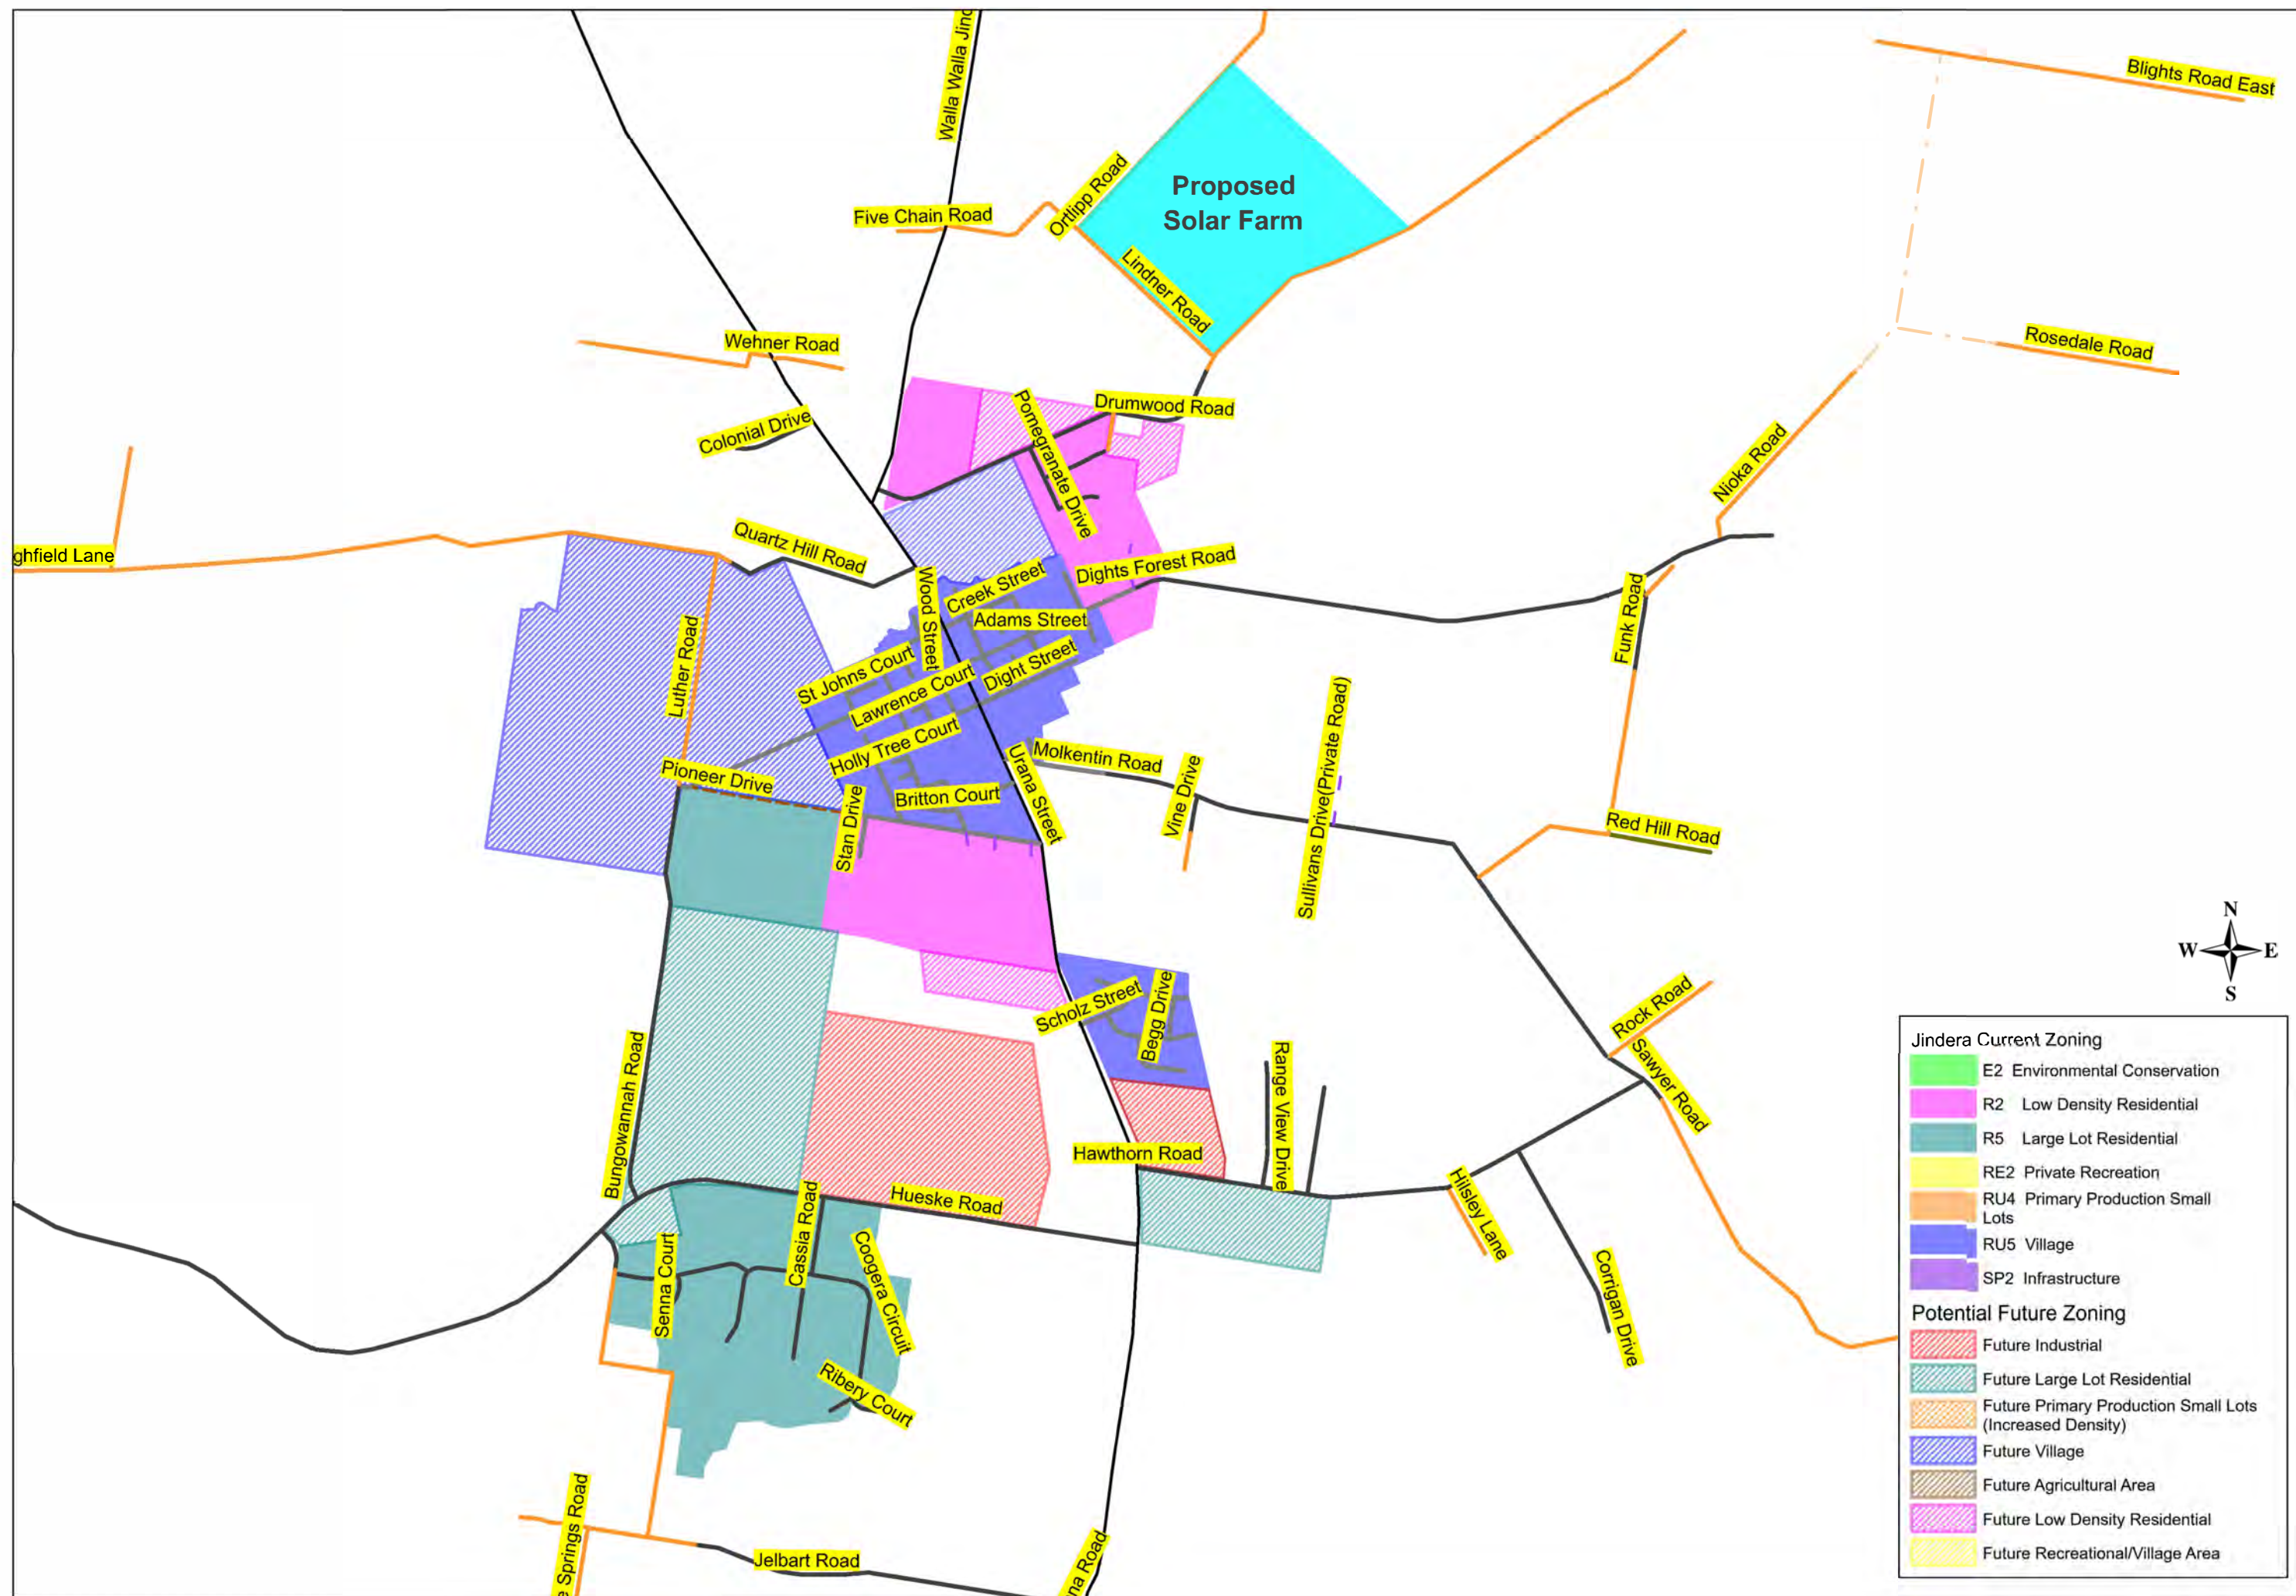 Walla Walla Jinc
Blights Road East
Proposed
Solar Farm
Ortlipp Road
Five Chain Road
Lindner Road
Wehner Road
Rosedale Road
Drumwood Road
Pomegranate Drive
Colonial Drive
Nioka Road
Quartz Hill Road
ghfield Lane
Dights Forest Road
Creek Street
Wood Street
Adams Street
Funk Road
Luther Road
St Johns Court
Lawrence Court
Dight Street
Holly Tree Court
Molkentin Road
Sullivans Drive(Private Road)
Pioneer Drive
Urana Street
Britton Court
Stan Drive
Vine Drive
Red Hill Road
N
W
E
S
Scholz Street
Begg Drive
Rock Road
Sawyer Road
Range View Drive
Bungowannah Road
Hawthorn Road
Hueske Road
Hilsley Lane
Cassia Road
Senna Court
Coogera Circuit
Corrigan Drive
Ribery Court
e Springs Road
Jelbart Road
na Road
Jindera Current Zoning
E2 Environmental Conservation
R2 Low Density Residential
R5 Large Lot Residential
RE2 Private Recreation
RU4 Primary Production Small
Lots
RU5 Village
SP2 Infrastructure
Potential Future Zoning
Future Industrial
Future Large Lot Residential
Future Primary Production Small Lots
(Increased Density)
Future Village
Future Agricultural Area
Future Low Density Residential
Future Recreational/Village Area